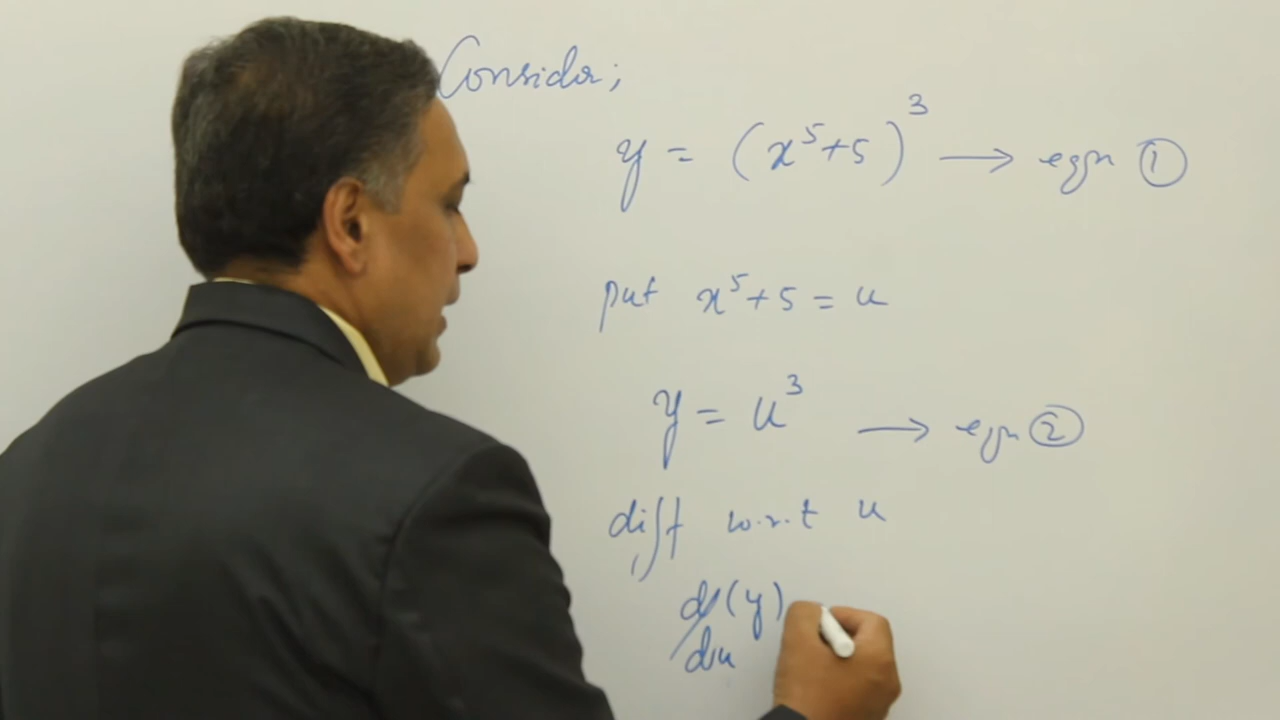 Consider;
y = (x⁵+5)³ → eqn ①
put x⁵+5 = u
y = u³ → eqn ②
diff w.r.t u
d/du (y)